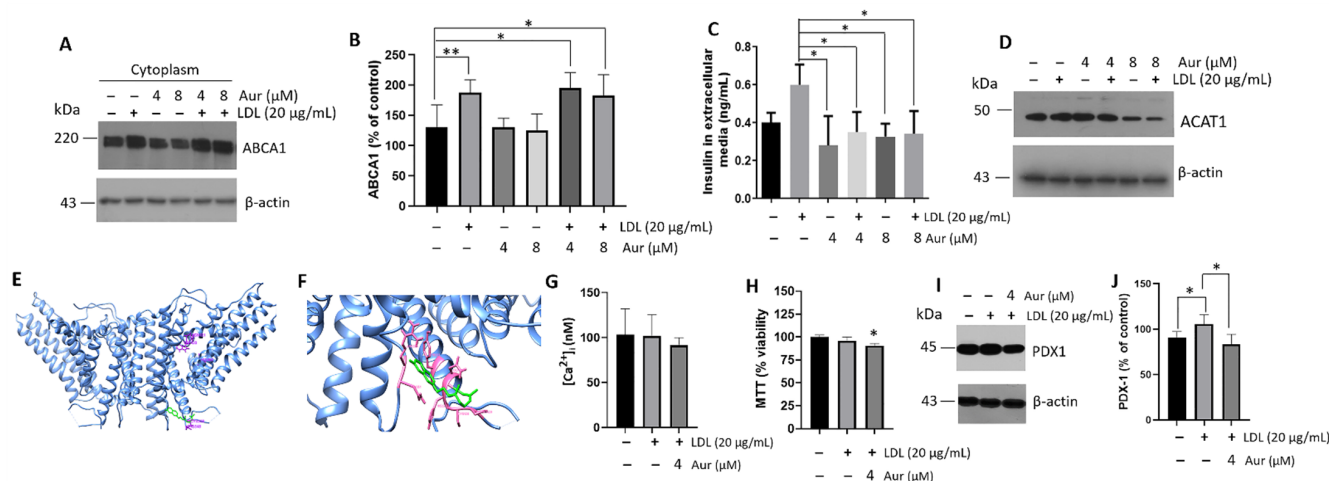 A
Cytoplasm
– + – – + + LDL (20 µg/mL)
– – 4 8 4 8 Aur (µM)
kDa
220
ABCA1
43
β-actin
B
** * *
ABCA1 (% of control)
250
200
150
100
50
0
– + – – + + LDL (20 µg/mL)
– – 4 8 4 8 Aur (µM)
C
* * * *
Insulin in extracellular
media (ng/mL)
0.8
0.6
0.4
0.2
0.0
– + – + – + LDL (20 µg/mL)
– – 4 4 8 8 Aur (µM)
D
– – 4 4 8 8 Aur (µM)
– + – + – + LDL (20 µg/mL)
kDa
50
ACAT1
43
β-actin
E
F
G
[Ca²⁺]i (nM)
150
100
50
0
– + + LDL (20 µg/mL)
4 Aur (µM)
H
*
MTT (% viability)
150
125
100
75
50
25
0
– + + LDL (20 µg/mL)
– – 4 Aur (µM)
I
4 Aur (µM)
– + + LDL (20 µg/mL)
kDa
45
PDX1
43
β-actin
J
* *
PDX-1 (% of control)
150
100
50
0
– + + LDL (20 µg/mL)
– – 4 Aur (µM)